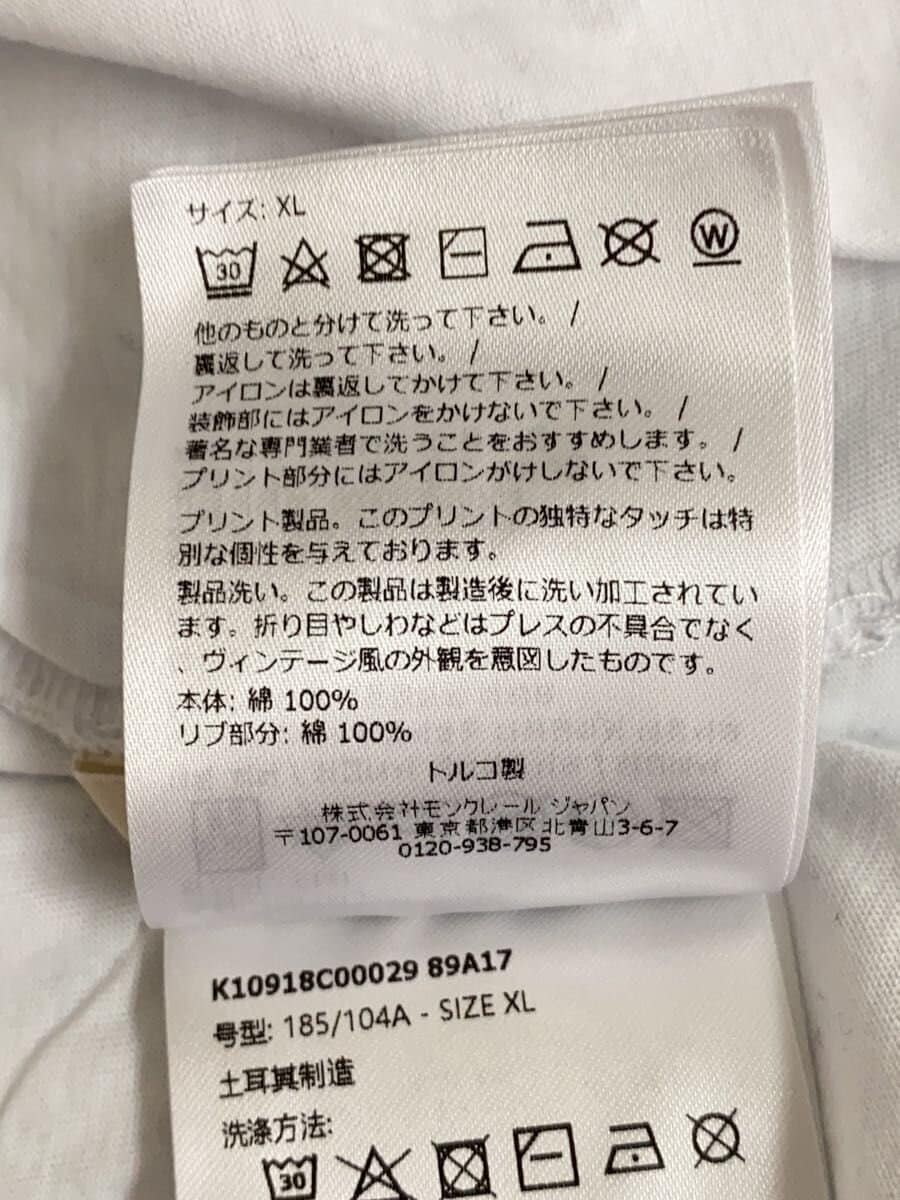 サイズ: XL
30
W
他のものと分けて洗って下さい。 /
裏返して洗って下さい。 /
アイロンは裏返してかけて下さい。 /
装飾部にはアイロンをかけないで下さい。 /
著名な専門業者で洗うことをおすすめします。 /
プリント部分にはアイロンがけしないで下さい。
プリント製品。このプリントの独特なタッチは特
別な個性を与えております。
製品洗い。この製品は製造後に洗い加工されてい
ます。折り目やしわなどはプレスの不具合でなく
、ヴィンテージ風の外観を意図したものです。
本体: 綿 100%
リブ部分: 綿 100%
トルコ製
株式会社モンクレール ジャパン
〒107-0061 東京都港区北青山3-6-7
0120-938-795
K10918C00029 89A17
号型: 185/104A - SIZE XL
土耳其制造
洗涤方法:
30